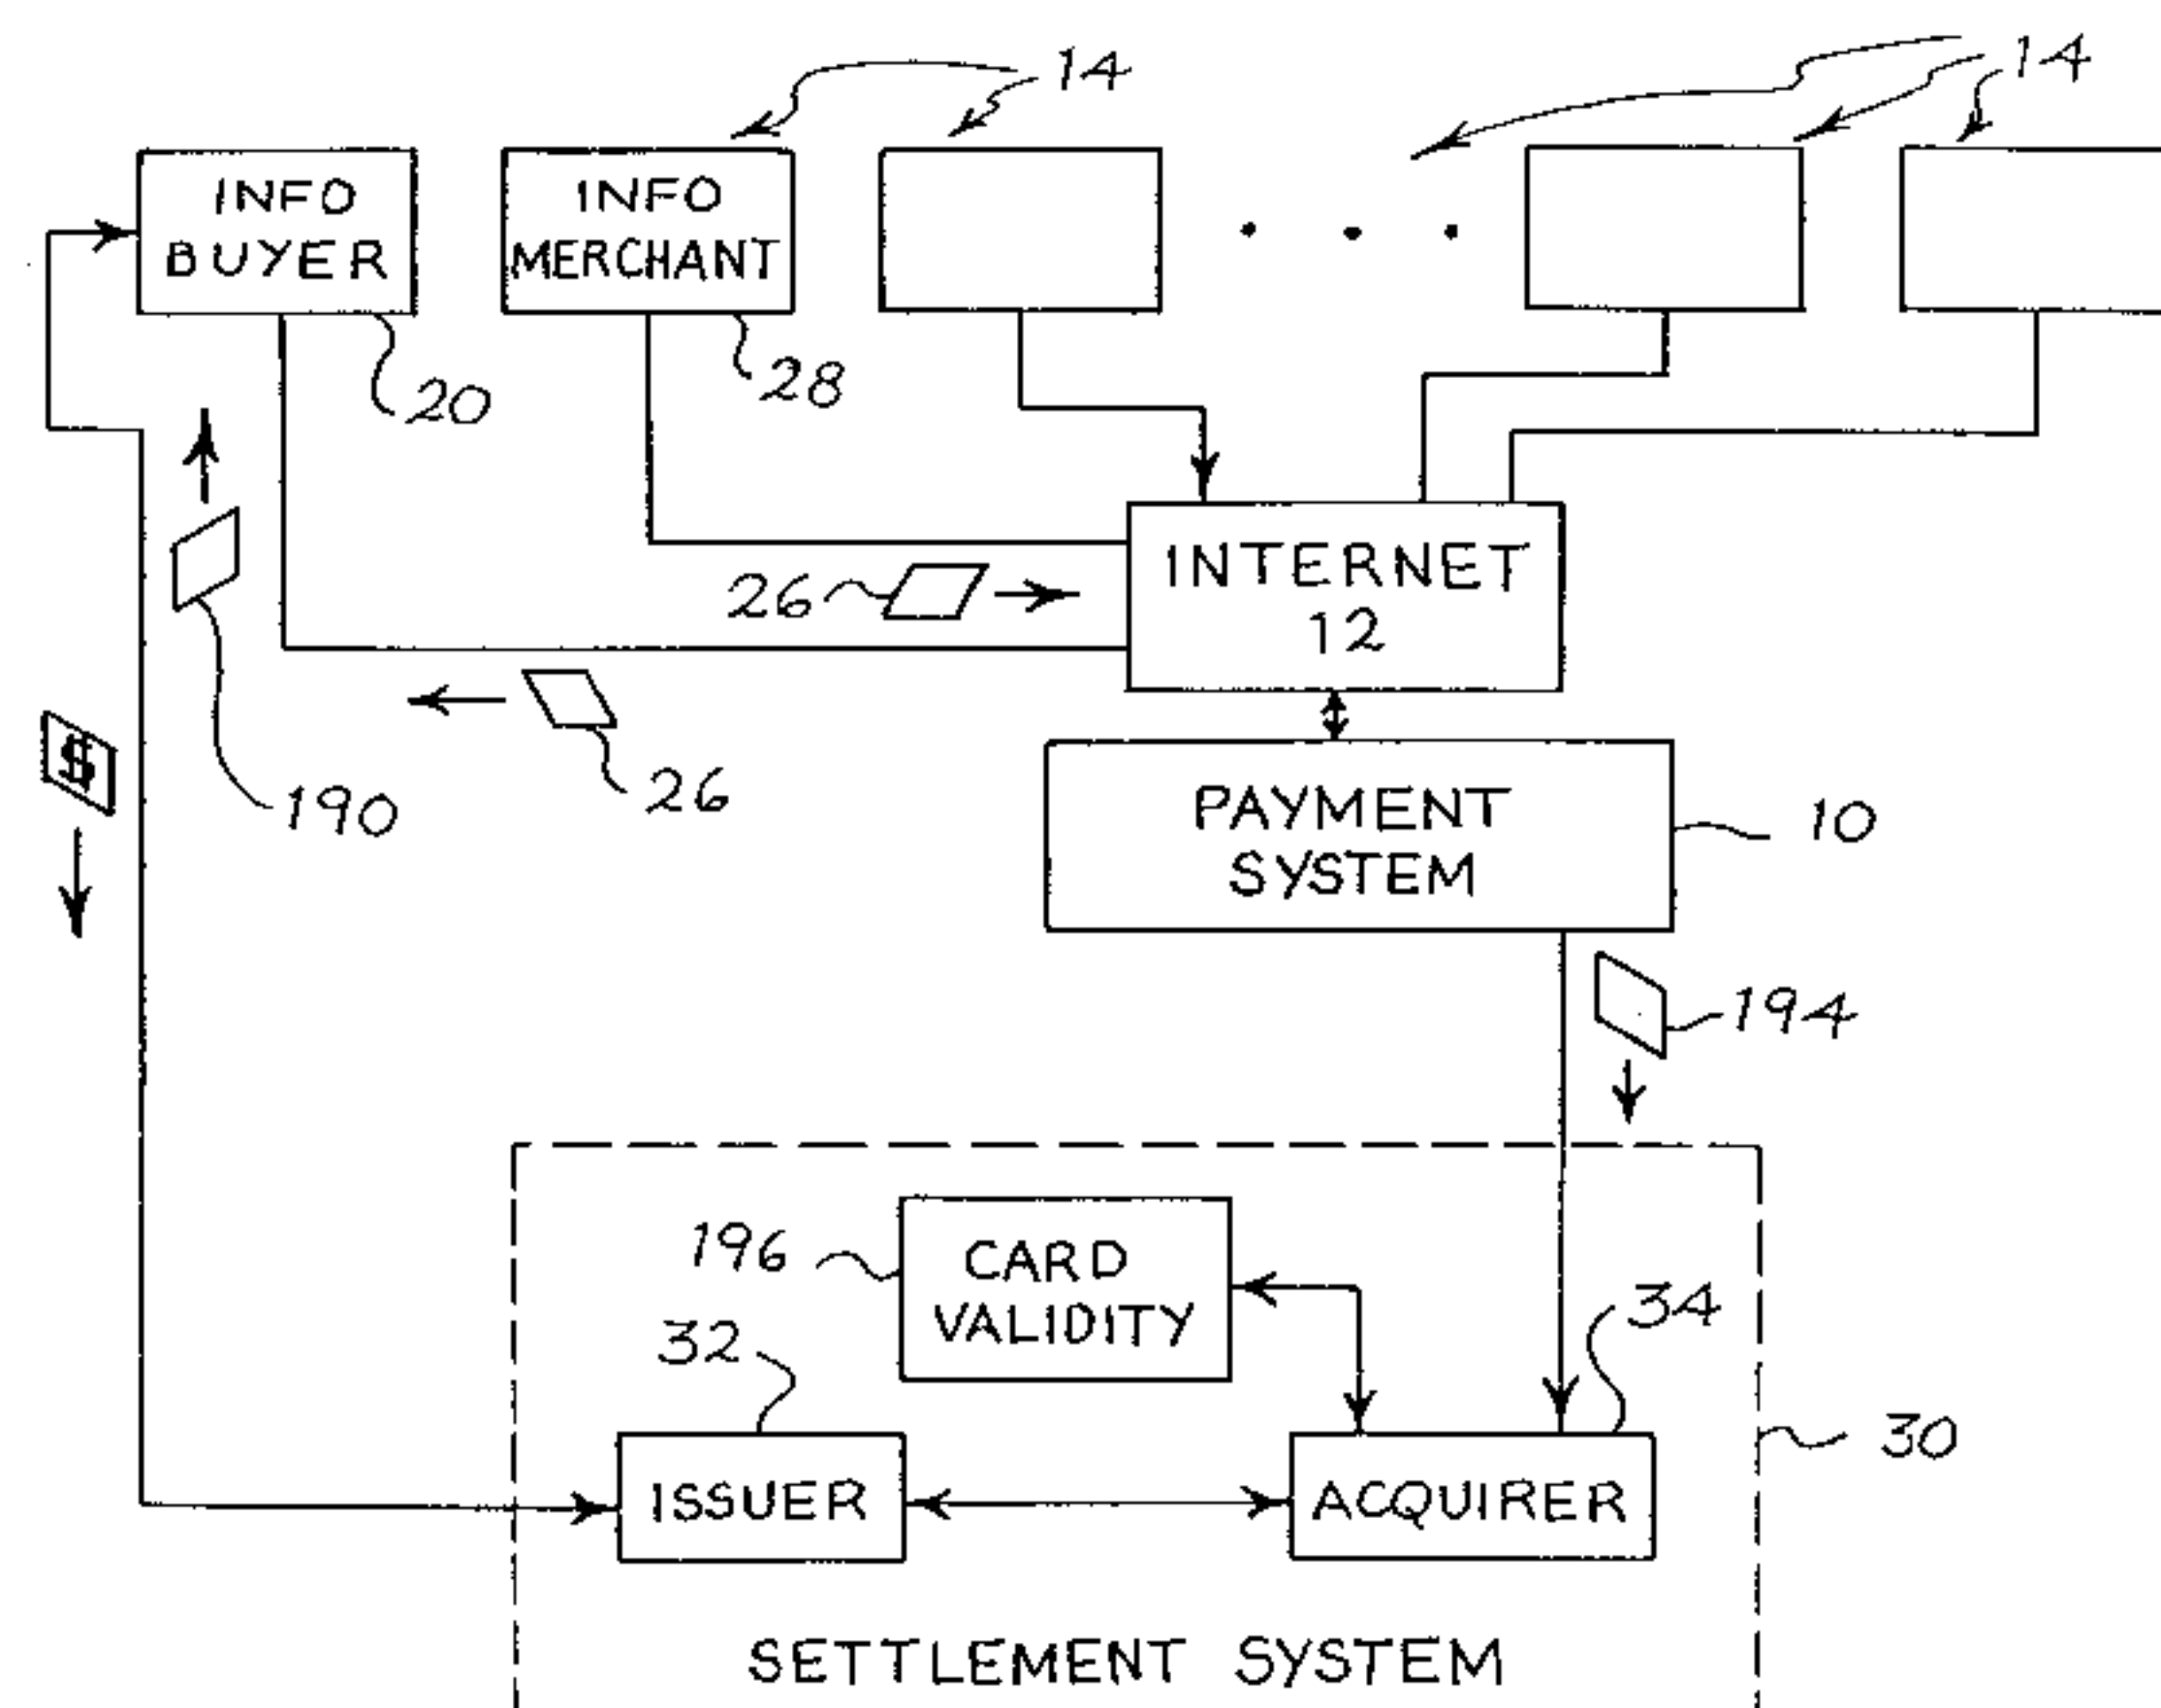 14
14
INFO
BUYER
INFO
MERCHANT
20
28
INTERNET
12
26
26
$
190
PAYMENT
SYSTEM
10
194
196
CARD
VALIDITY
32
34
30
ISSUER
ACQUIRER
SETTLEMENT SYSTEM